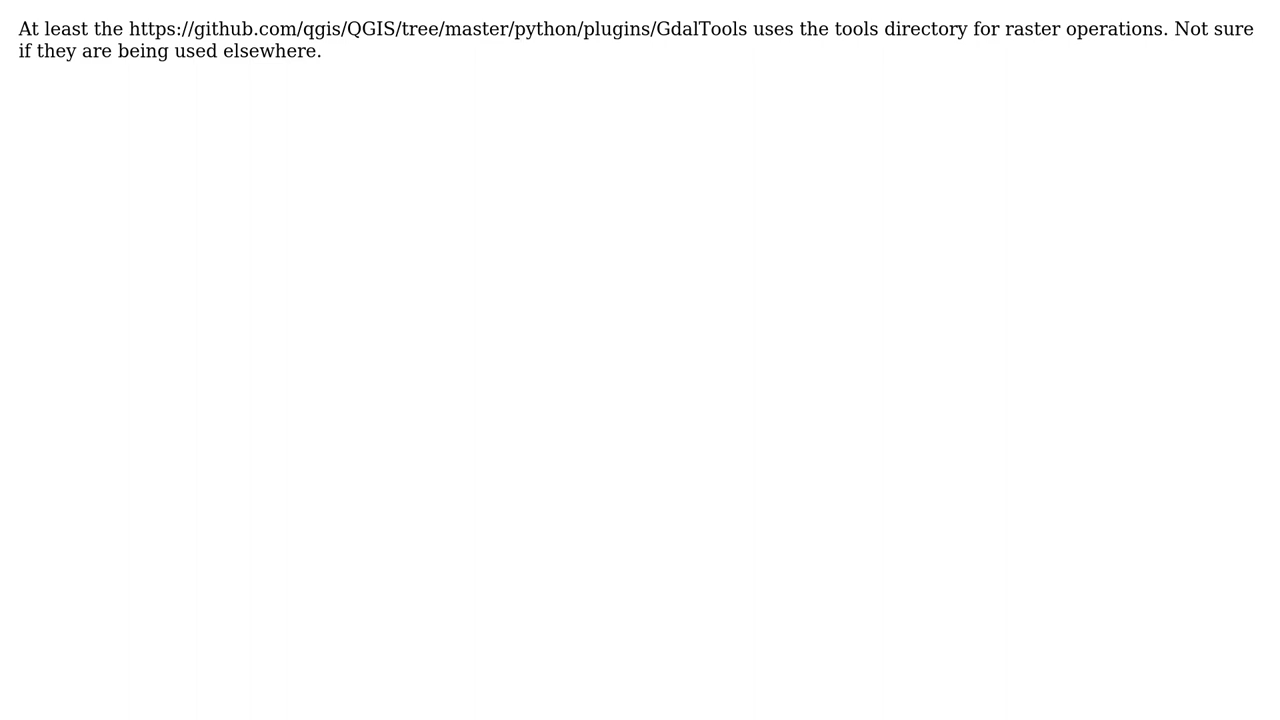 At least the https://github.com/qgis/QGIS/tree/master/python/plugins/GdalTools uses the tools directory for raster operations. Not sure
if they are being used elsewhere.